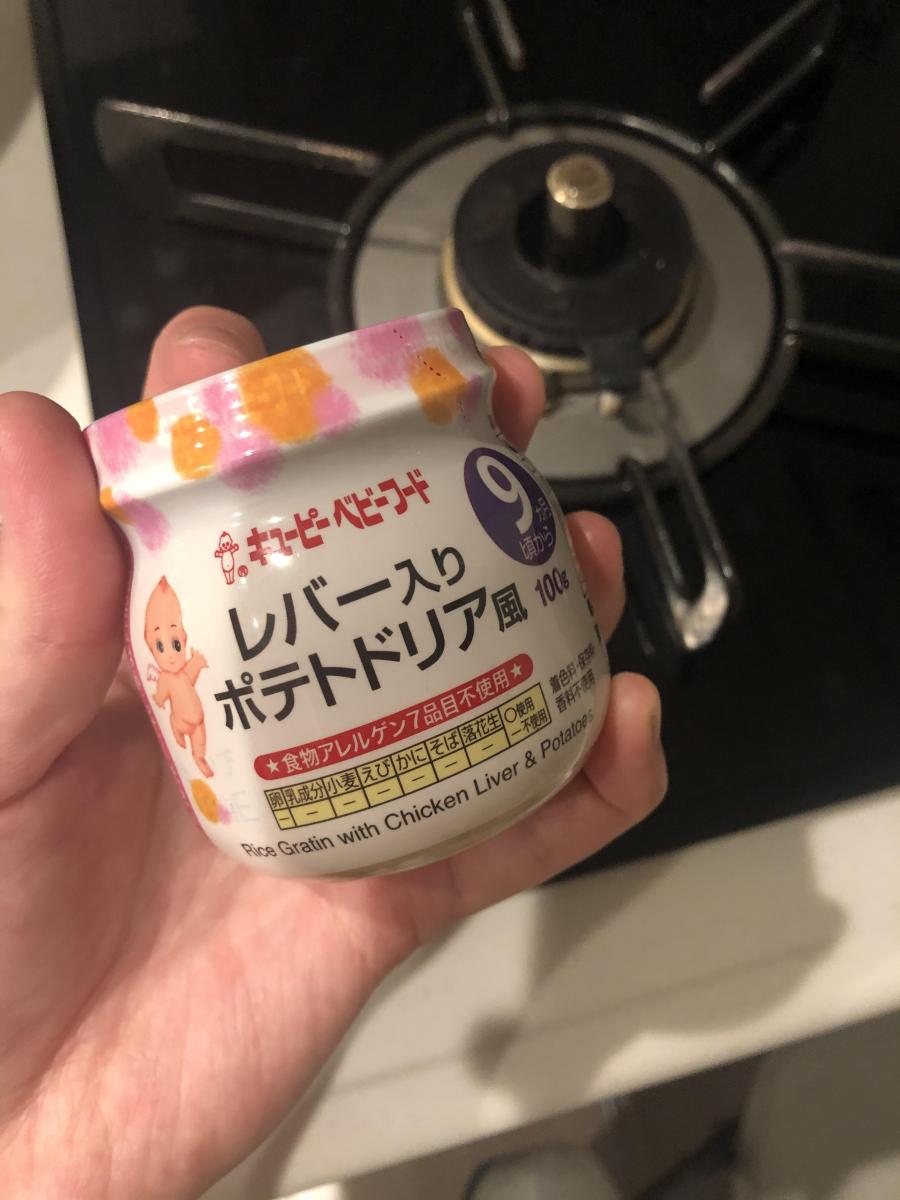 キユーピーベビーフード
9
ヵ月
頃から
レバー入り
ポテトドリア風
100g
★食物アレルゲン7品目不使用★
卵 乳成分 小麦 えび かに そば 落花生 ○使用
− − − − − − − −不使用
着色料・保存料
香料不使用
Rice Gratin with Chicken Liver & Potatoes